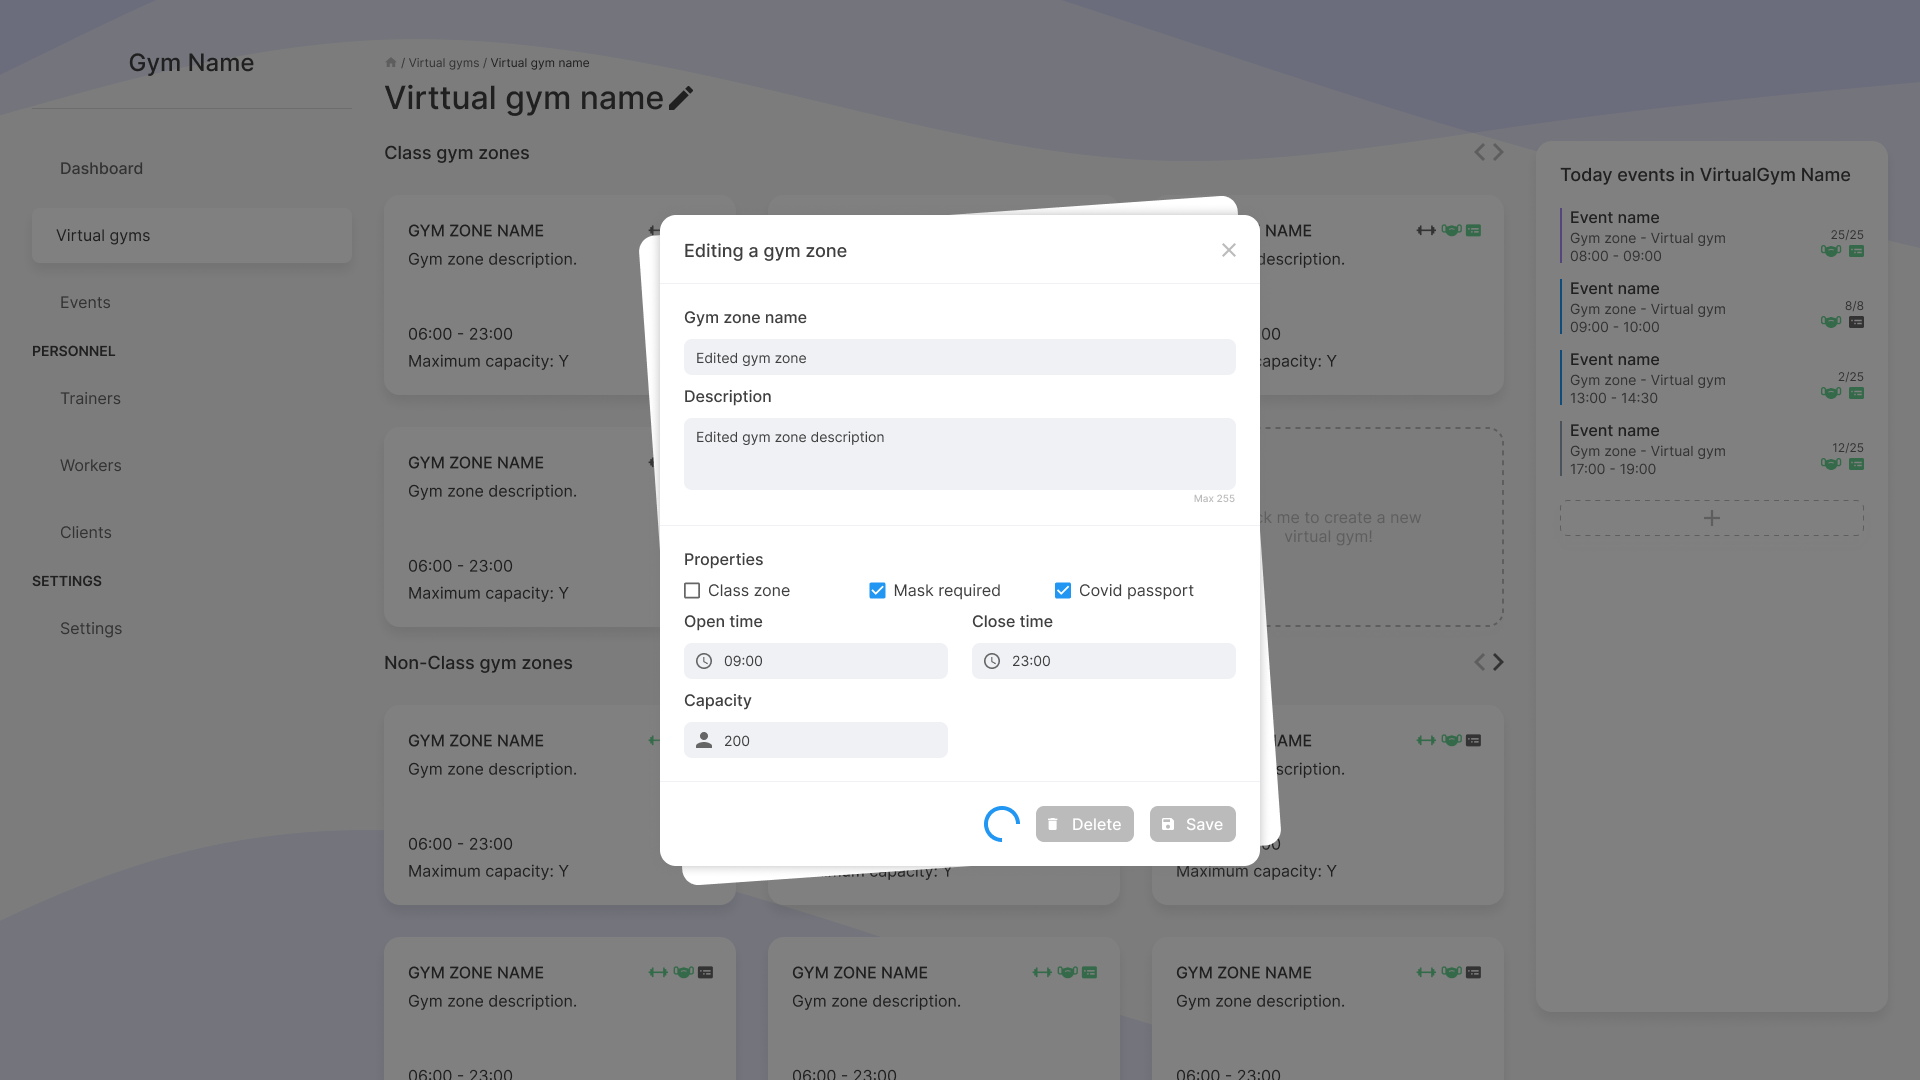 Gym Name
Dashboard
Virtual gyms
Events
PERSONNEL
Trainers
Workers
Clients
SETTINGS
Settings
/ Virtual gyms / Virtual gym name
Virttual gym name
Class gym zones
GYM ZONE NAME
Gym zone description.
06:00 - 23:00
Maximum capacity: Y
NAME
description.
:00
capacity: Y
GYM ZONE NAME
Gym zone description.
06:00 - 23:00
Maximum capacity: Y
me to create a new
virtual gym!
Editing a gym zone
Gym zone name
Edited gym zone
Description
Edited gym zone description
Max 255
Properties
Class zone
Mask required
Covid passport
Open time
Close time
09:00
23:00
Capacity
200
Delete
Save
Non-Class gym zones
GYM ZONE NAME
Gym zone description.
06:00 - 23:00
Maximum capacity: Y
capacity: Y
Maximum capacity: Y
GYM ZONE NAME
Gym zone description.
06:00 - 23:00
GYM ZONE NAME
Gym zone description.
06:00 - 23:00
GYM ZONE NAME
Gym zone description.
06:00 - 23:00
Today events in VirtualGym Name
Event name
Gym zone - Virtual gym
25/25
08:00 - 09:00
Event name
Gym zone - Virtual gym
8/8
09:00 - 10:00
Event name
Gym zone - Virtual gym
2/25
13:00 - 14:30
Event name
Gym zone - Virtual gym
12/25
17:00 - 19:00